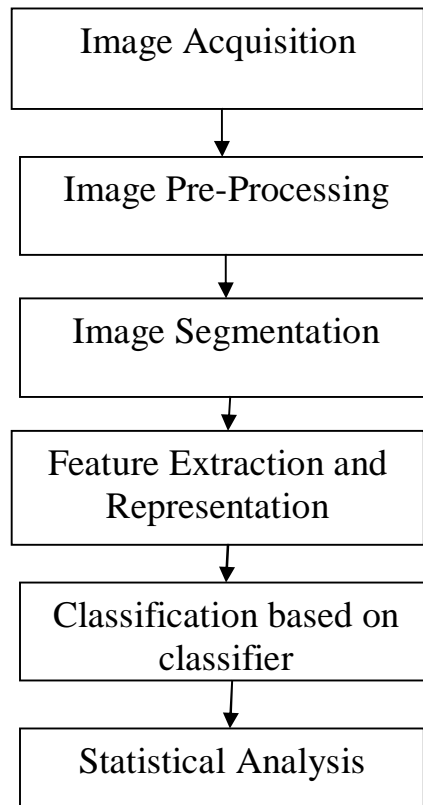 Image Acquisition
Image Pre-Processing
Image Segmentation
Feature Extraction and
Representation
Classification based on
classifier
Statistical Analysis